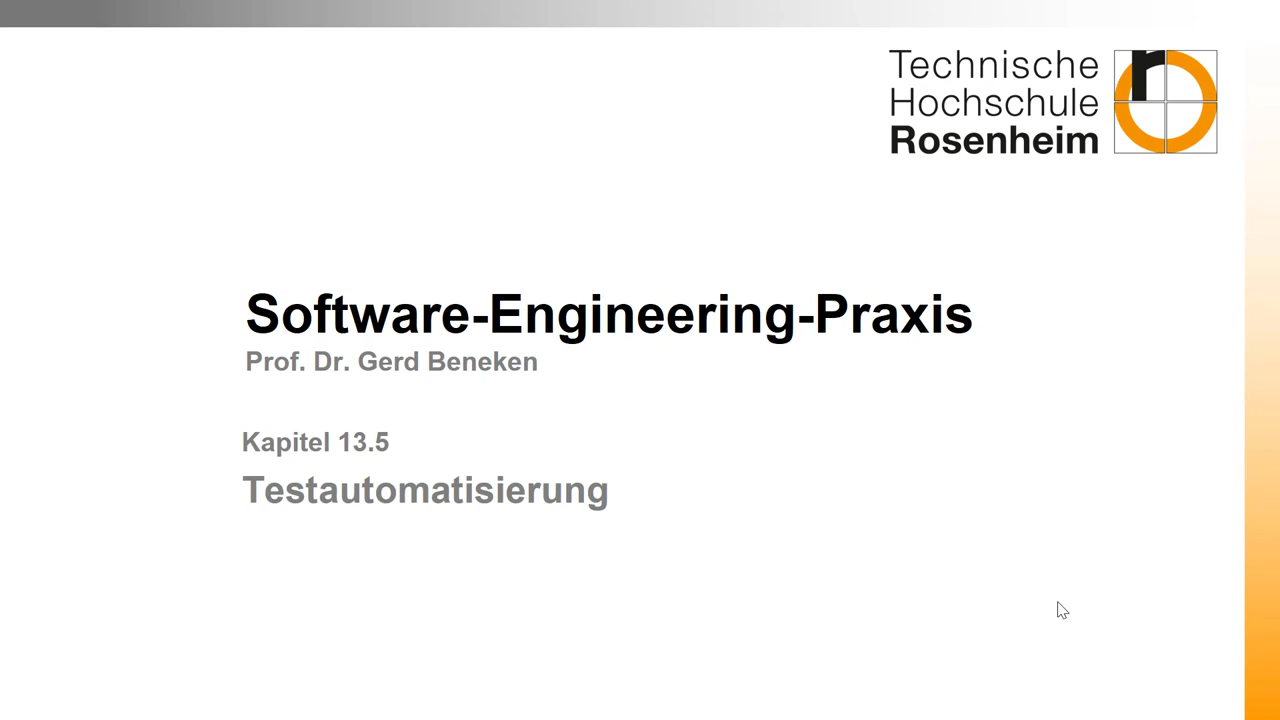 Technische
Hochschule
Rosenheim
Software-Engineering-Praxis
Prof. Dr. Gerd Beneken
Kapitel 13.5
Testautomatisierung